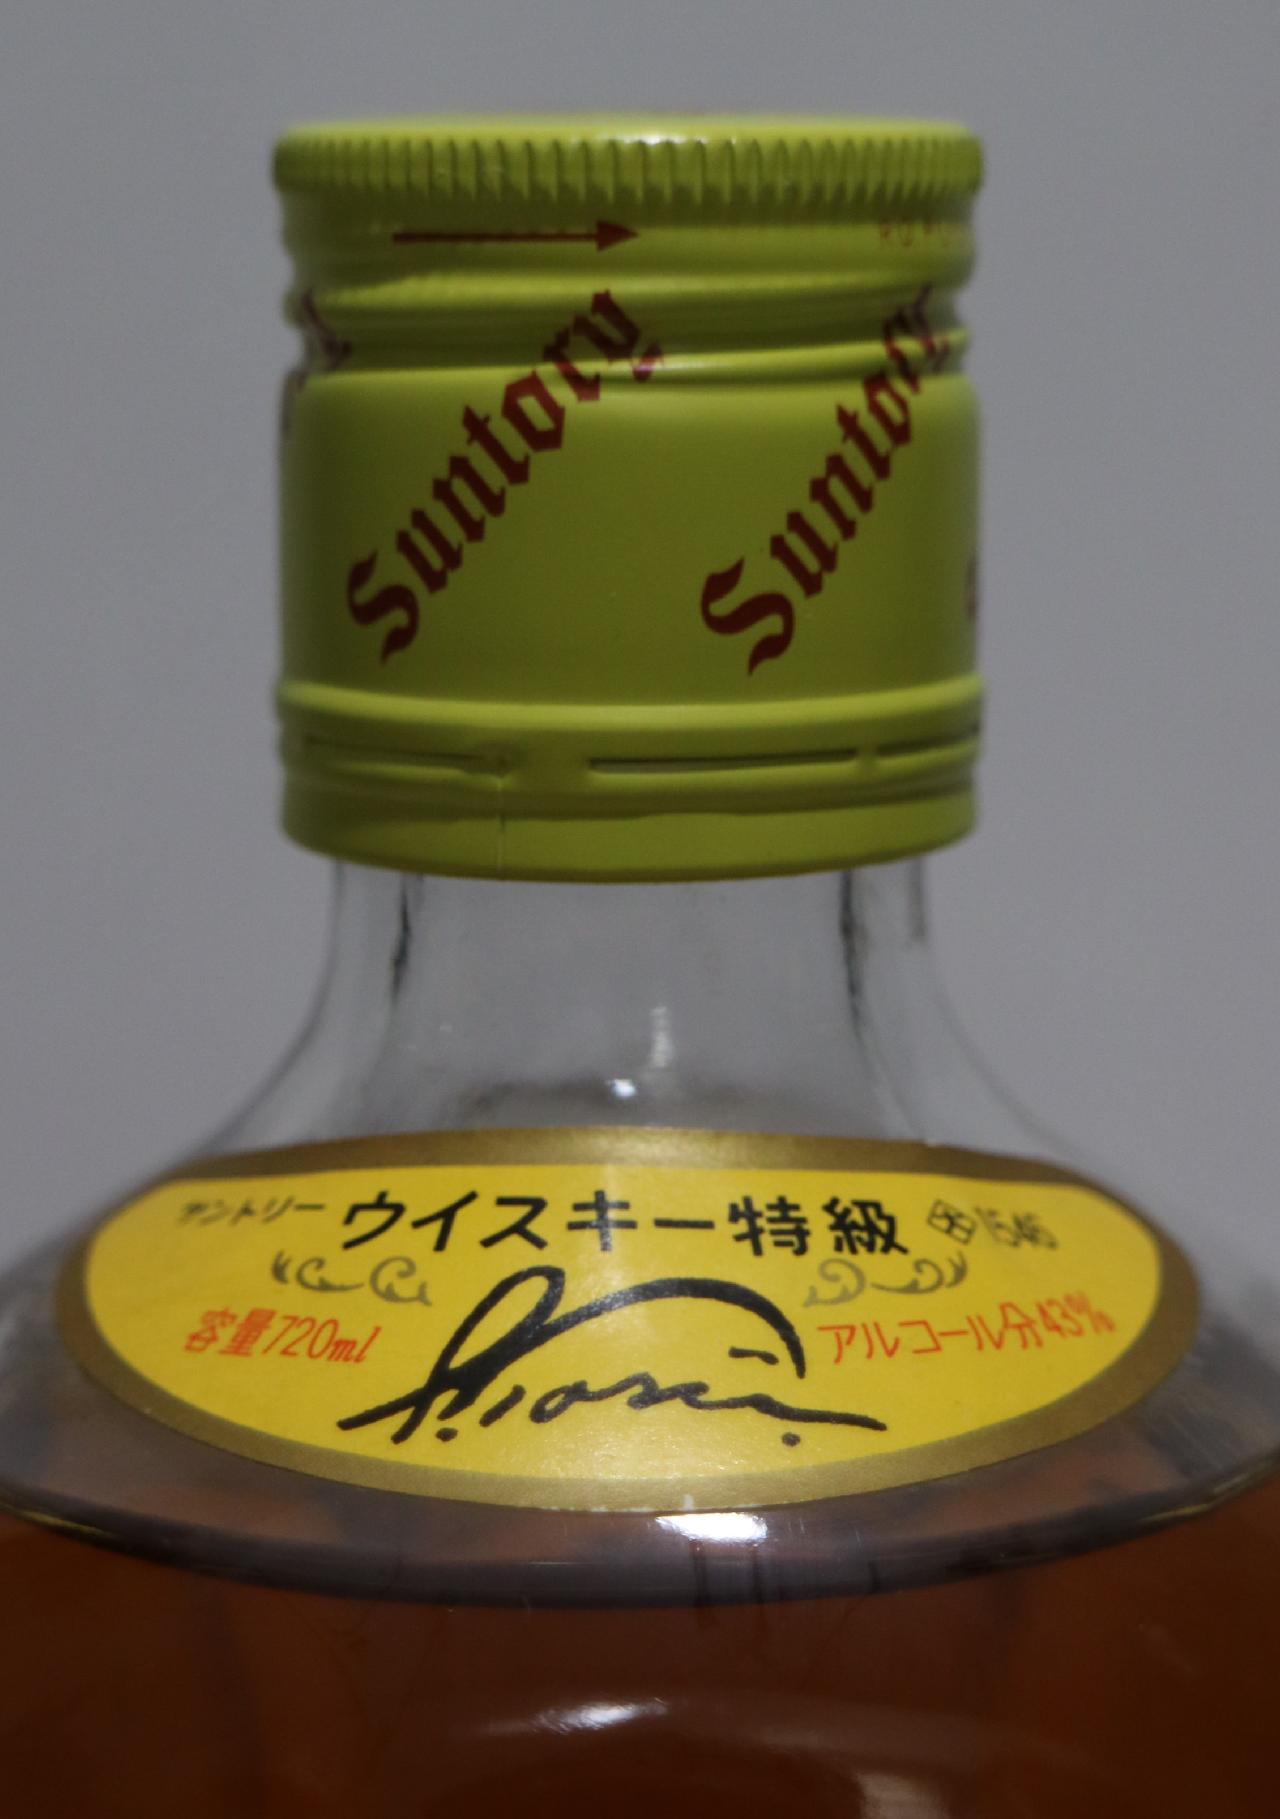 Suntory
Suntory
サントリー ウイスキー特級
容量720ml
アルコール分43%